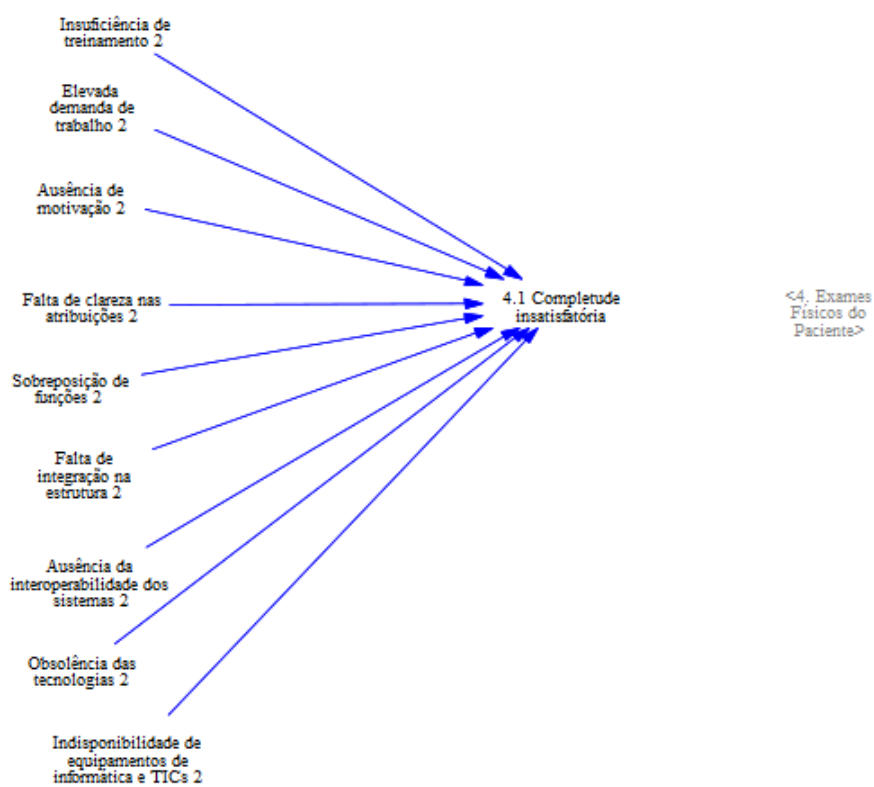 Insuficiência de
treinamento 2
Elevada
demanda de
trabalho 2
Ausência de
motivação 2
Falta de clareza nas
atribuições 2
Sobreposição de
funções 2
Falta de
integração na
estrutura 2
Ausência da
interoperabilidade dos
sistemas 2
Obsolência das
tecnologias 2
Indisponibilidade de
equipamentos de
informática e TICs 2
4.1 Completude
insatisfatória
<4. Exames
Físicos do
Paciente>